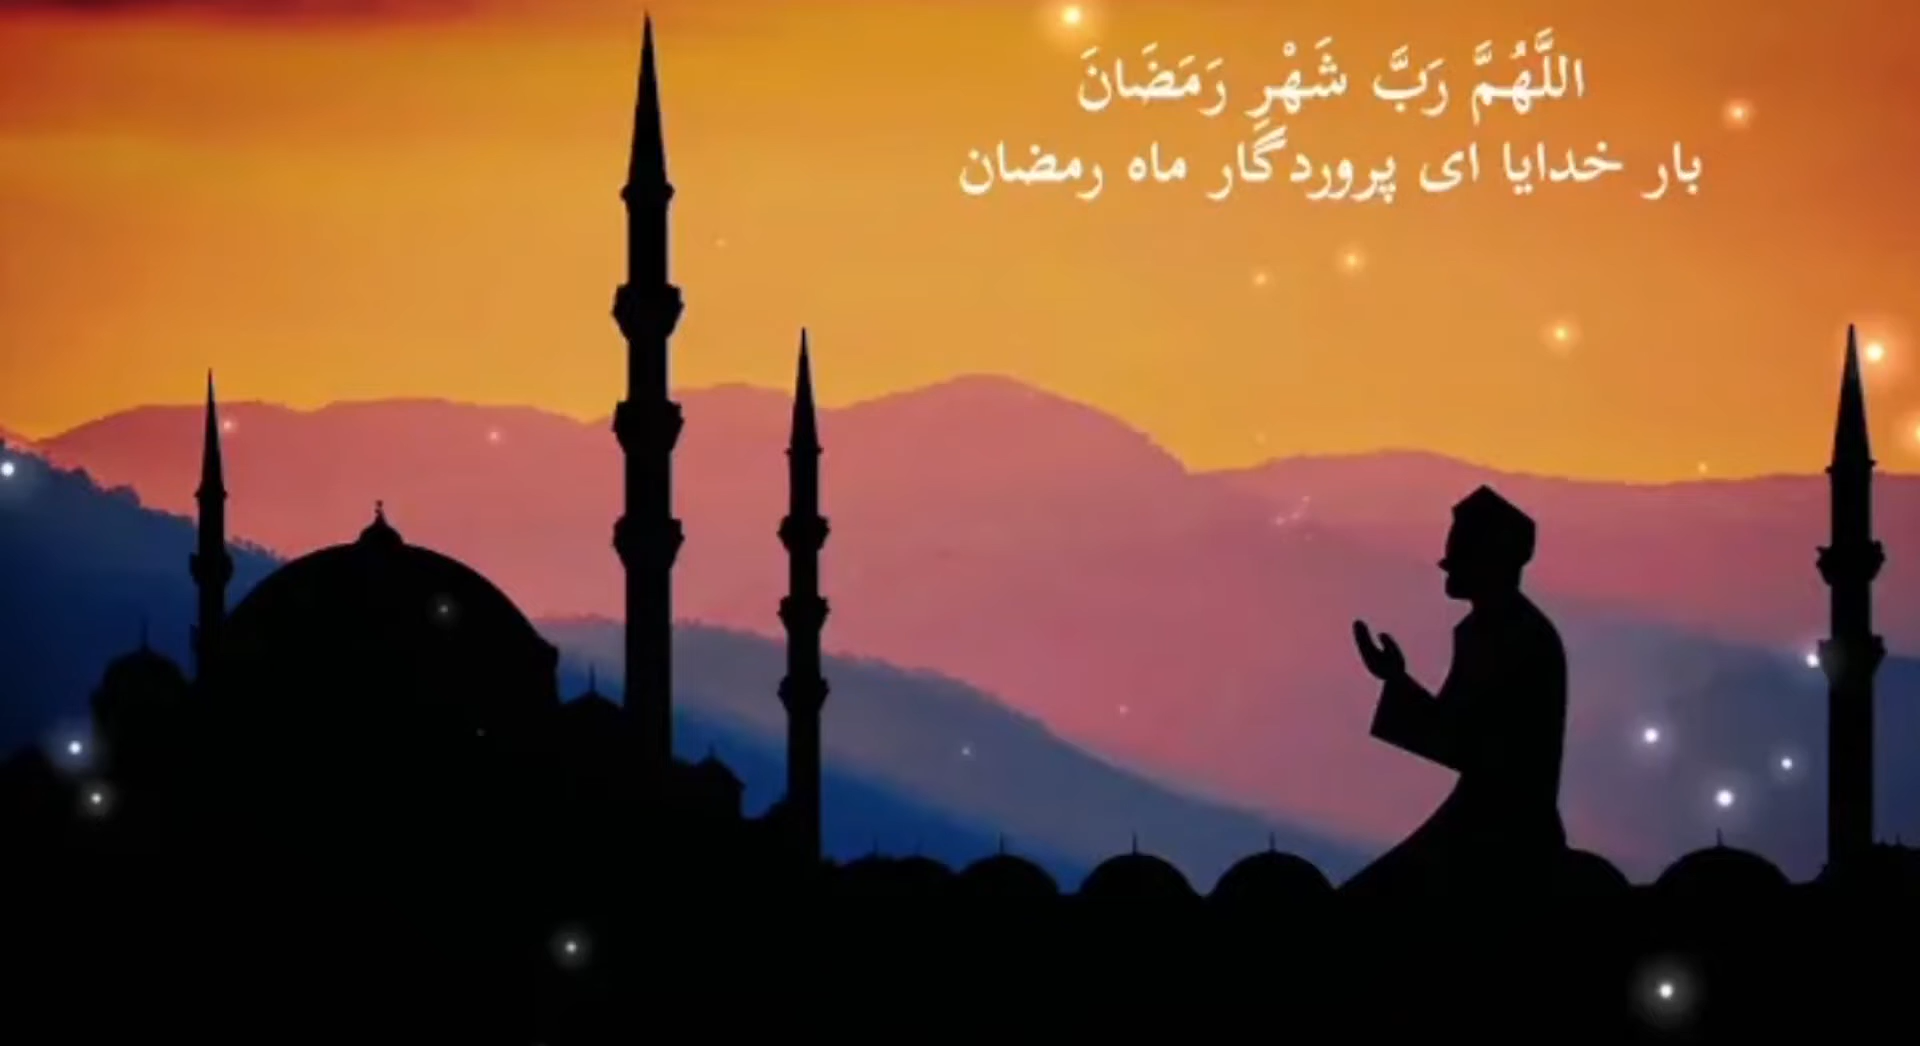 اللَّهُمَّ رَبَّ شَهْرِ رَمَضَانَ
بار خدایا ای پروردگار ماه رمضان